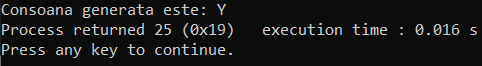 Consoana generata este: Y
Process returned 25 (0x19)   execution time : 0.016 s
Press any key to continue.